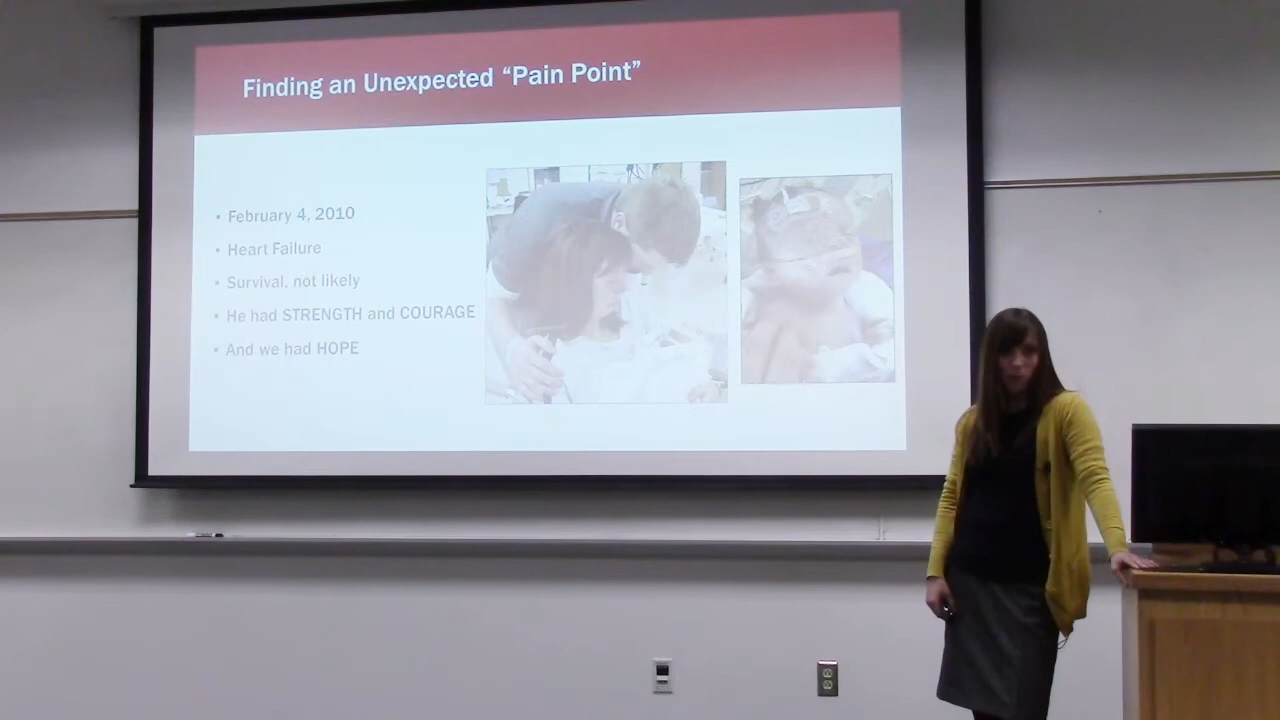 Finding an Unexpected “Pain Point”
• February 4, 2010
• Heart Failure
• Survival, not likely
• He had STRENGTH and COURAGE
• And we had HOPE